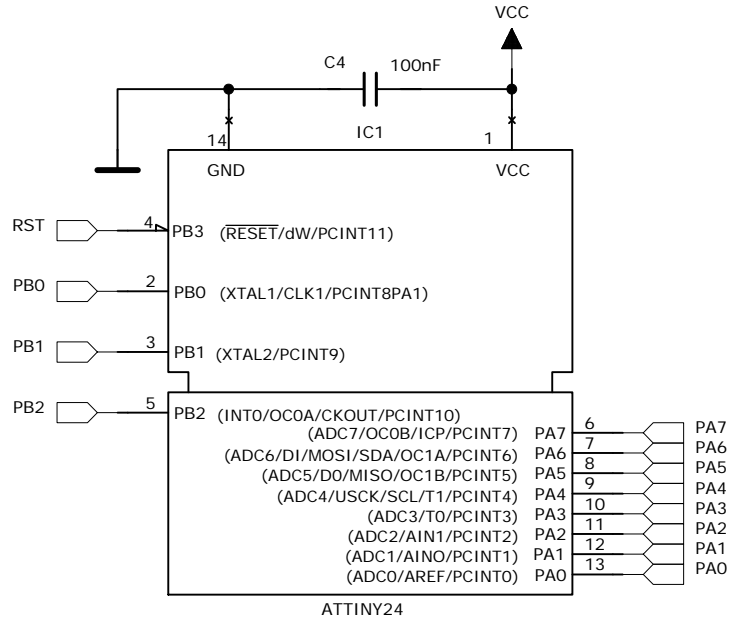 VCC
C4 100nF
14 IC1 1
GND VCC
RST 4 PB3 (RESET/dW/PCINT11)
PB0 2 PB0 (XTAL1/CLK1/PCINT8PA1)
PB1 3 PB1 (XTAL2/PCINT9)
PB2 5 PB2 (INT0/OC0A/CKOUT/PCINT10)
(ADC7/OC0B/ICP/PCINT7) PA7 6 PA7
(ADC6/DI/MOSI/SDA/OC1A/PCINT6) PA6 7 PA6
(ADC5/D0/MISO/OC1B/PCINT5) PA5 8 PA5
(ADC4/USCK/SCL/T1/PCINT4) PA4 9 PA4
(ADC3/T0/PCINT3) PA3 10 PA3
(ADC2/AIN1/PCINT2) PA2 11 PA2
(ADC1/AIN0/PCINT1) PA1 12 PA1
(ADC0/AREF/PCINT0) PA0 13 PA0
ATTINY24